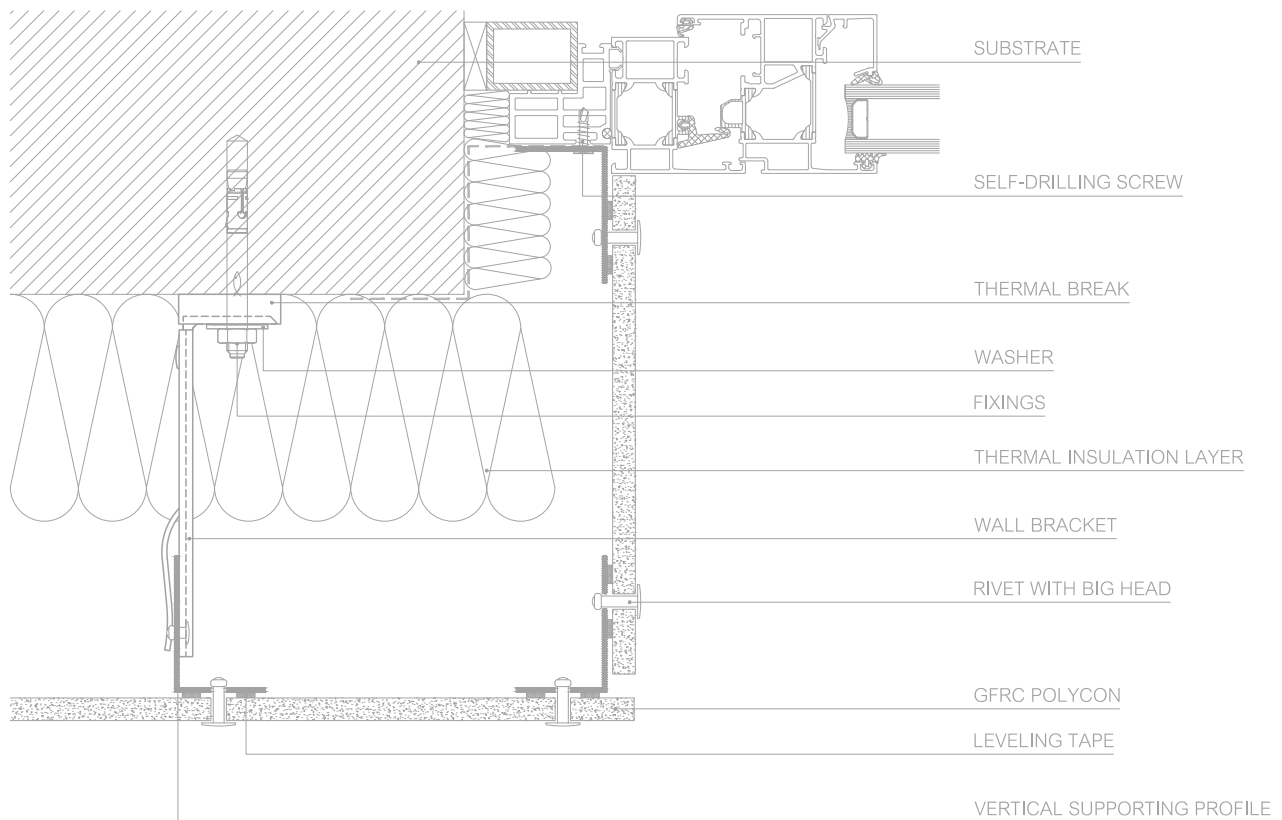 SUBSTRATE
SELF-DRILLING SCREW
THERMAL BREAK
WASHER
FIXINGS
THERMAL INSULATION LAYER
WALL BRACKET
RIVET WITH BIG HEAD
GFRC POLYCON
LEVELING TAPE
VERTICAL SUPPORTING PROFILE